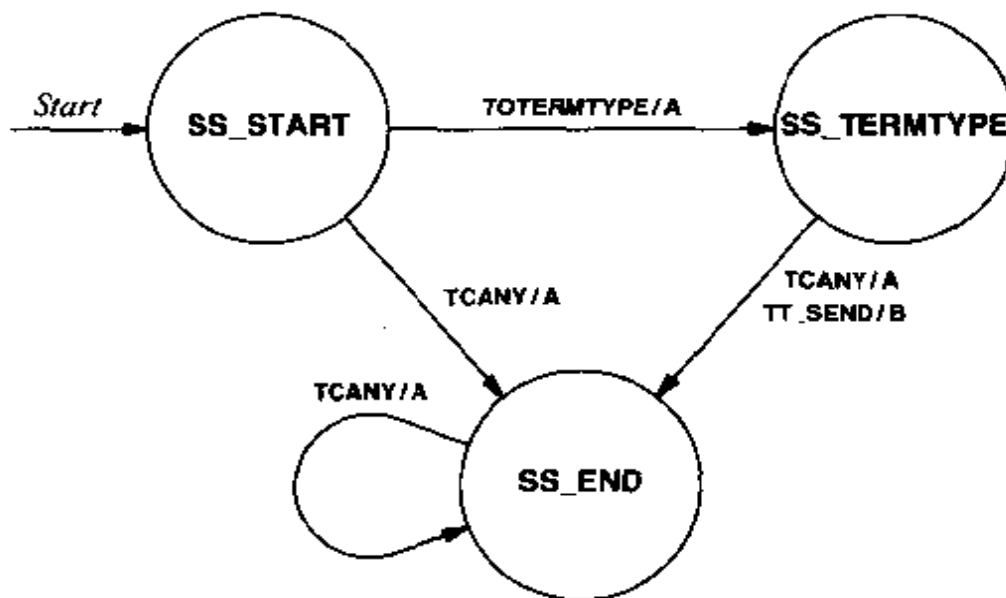 Start
SS_START
TOTERMTYPE/A
SS_TERMTYPE
TCANY/A
TCANY/A
TT_SEND/B
TCANY/A
SS_END